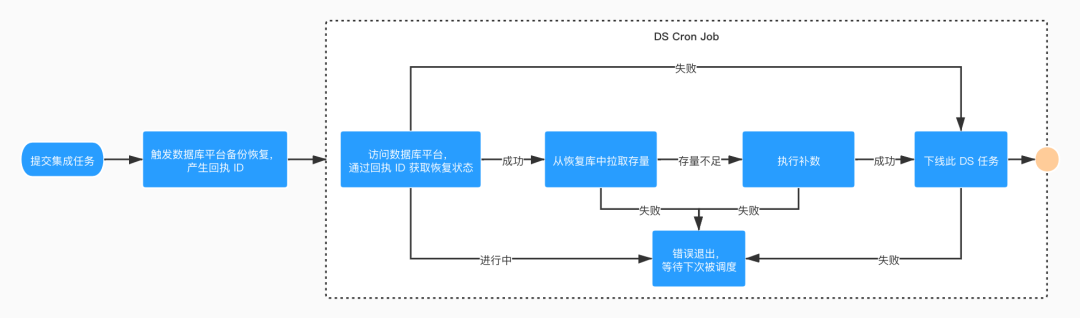 DS Cron Job
失败
提交集成任务
触发数据库平台备份恢复，
产生回执 ID
访问数据库平台，
通过回执 ID 获取恢复状态
成功
从恢复库中拉取存量
存量不足
执行补数
成功
下线此 DS 任务
失败
失败
进行中
错误退出，
等待下次被调度
失败